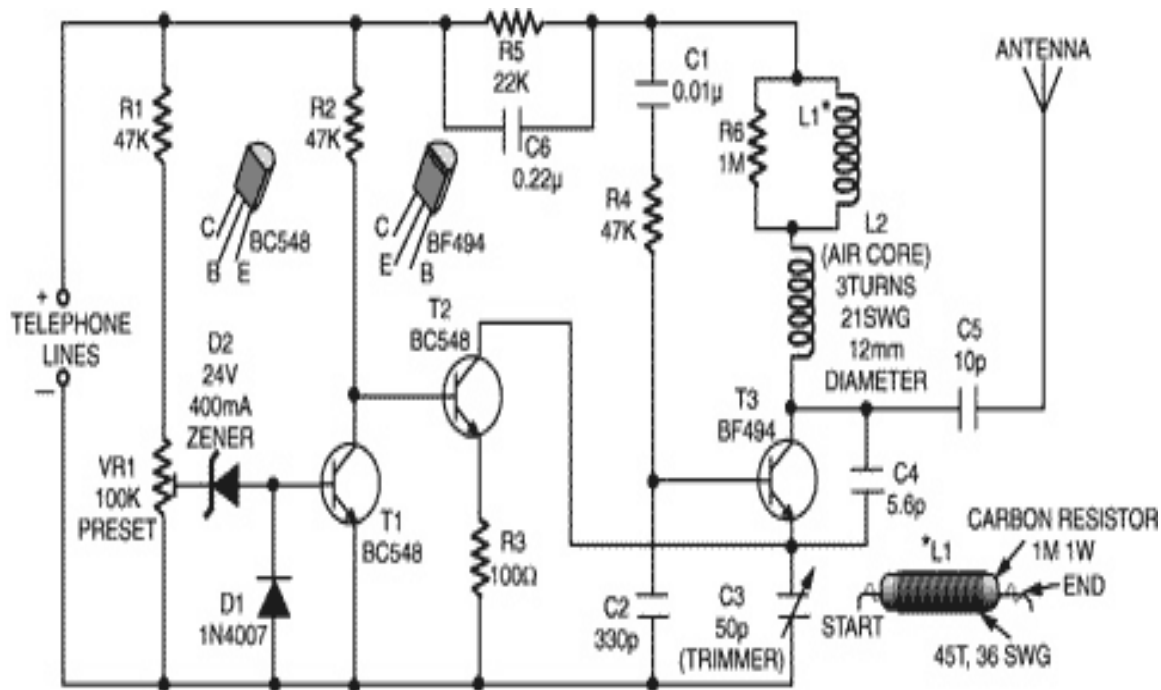 R5
22K
C1
0.01µ
ANTENNA
R1
47K
R2
47K
C6
0.22µ
R6
1M
L1*
C
B
E
BC548
C
E
B
BF494
R4
47K
L2
(AIR CORE)
3TURNS
21SWG
12mm
DIAMETER
+
TELEPHONE
LINES
—
D2
24V
400mA
ZENER
T2
BC548
C5
10p
T3
BF494
VR1
100K
PRESET
T1
BC548
R3
100Ω
C4
5.6p
D1
1N4007
C2
330p
C3
50p
(TRIMMER)
*L1
CARBON RESISTOR
1M 1W
END
START
45T, 36 SWG